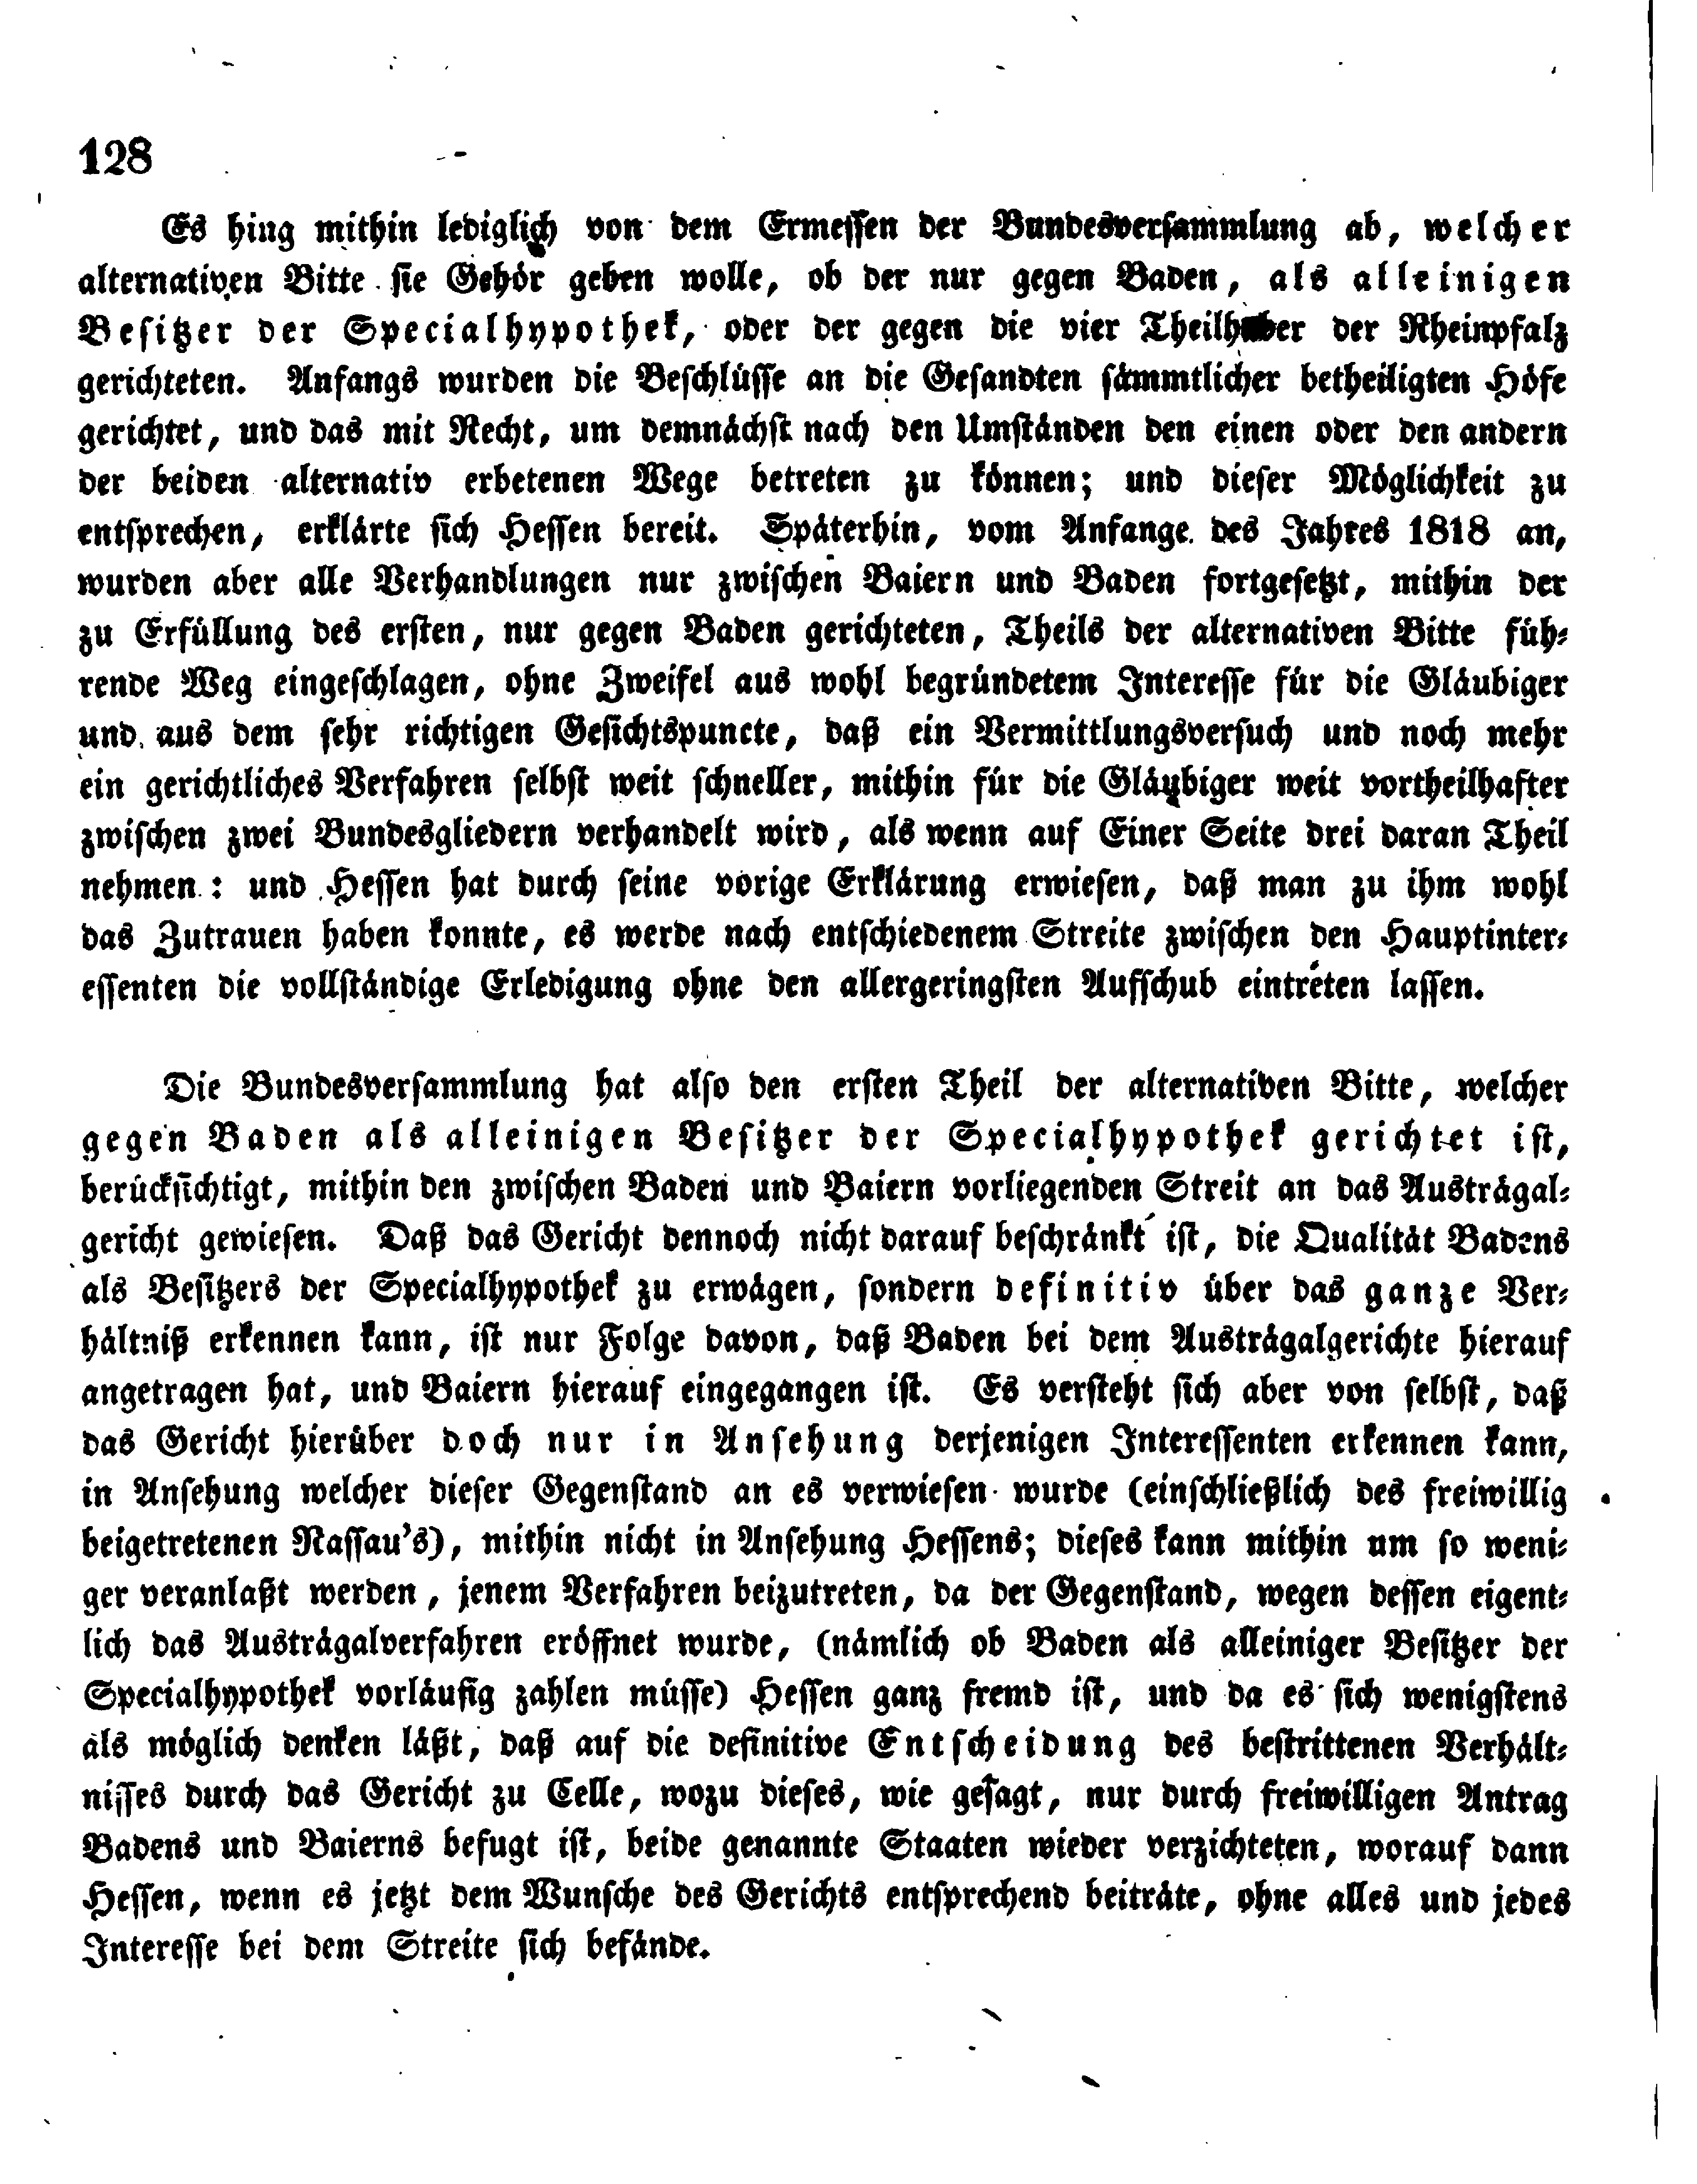 128
Es hing mithin lediglich von dem Ermessen der Bundesversammlung ab, welcher
alternativen Bitte sie Gehör geben wolle, ob der nur gegen Baden, als alleinigen
Besitzer der Specialhypothek, oder der gegen die vier Theilhaber der Rheinpfalz
gerichteten. Anfangs wurden die Beschlüsse an die Gesandten sämmtlicher betheiligten Höfe
gerichtet, und das mit Recht, um demnächst nach den Umständen den einen oder den andern
der beiden alternativ erbetenen Wege betreten zu können; und dieser Möglichkeit zu
entsprechen, erklärte sich Hessen bereit. Späterhin, vom Anfange des Jahres 1818 an,
wurden aber alle Verhandlungen nur zwischen Baiern und Baden fortgesetzt, mithin der
zu Erfüllung des ersten, nur gegen Baden gerichteten, Theils der alternativen Bitte füh-
rende Weg eingeschlagen, ohne Zweifel aus wohl begründetem Interesse für die Gläubiger
und aus dem sehr richtigen Gesichtspuncte, daß ein Vermittlungsversuch und noch mehr
ein gerichtliches Verfahren selbst weit schneller, mithin für die Gläubiger weit vortheilhafter
zwischen zwei Bundesgliedern verhandelt wird, als wenn auf Einer Seite drei daran Theil
nehmen: und Hessen hat durch seine vorige Erklärung erwiesen, daß man zu ihm wohl
das Zutrauen haben konnte, es werde nach entschiedenem Streite zwischen den Hauptinter-
essenten die vollständige Erledigung ohne den allergeringsten Aufschub eintreten lassen.
Die Bundesversammlung hat also den ersten Theil der alternativen Bitte, welcher
gegen Baden als alleinigen Besitzer der Specialhypothek gerichtet ist,
berücksichtigt, mithin den zwischen Baden und Baiern vorliegenden Streit an das Austrägal-
gericht gewiesen. Daß das Gericht dennoch nicht darauf beschränkt ist, die Qualität Badens
als Besitzers der Specialhypothek zu erwägen, sondern definitiv über das ganze Ver-
hältniß erkennen kann, ist nur Folge davon, daß Baden bei dem Austrägalgerichte hierauf
angetragen hat, und Baiern hierauf eingegangen ist. Es versteht sich aber von selbst, daß
das Gericht hierüber doch nur in Ansehung derjenigen Interessenten erkennen kann,
in Ansehung welcher dieser Gegenstand an es verwiesen wurde (einschließlich des freiwillig
beigetretenen Nassau's), mithin nicht in Ansehung Hessens; dieses kann mithin um so weni-
ger veranlaßt werden, jenem Verfahren beizutreten, da der Gegenstand, wegen dessen eigent-
lich das Austrägalverfahren eröffnet wurde, (nämlich ob Baden als alleiniger Besitzer der
Specialhypothek vorläufig zahlen müsse) Hessen ganz fremd ist, und da es sich wenigstens
als möglich denken läßt, daß auf die definitive Entscheidung des bestrittenen Verhält-
nisses durch das Gericht zu Celle, wozu dieses, wie gesagt, nur durch freiwilligen Antrag
Badens und Baierns befugt ist, beide genannte Staaten wieder verzichteten, worauf dann
Hessen, wenn es jetzt dem Wunsche des Gerichts entsprechend beiträte, ohne alles und jedes
Interesse bei dem Streite sich befände.